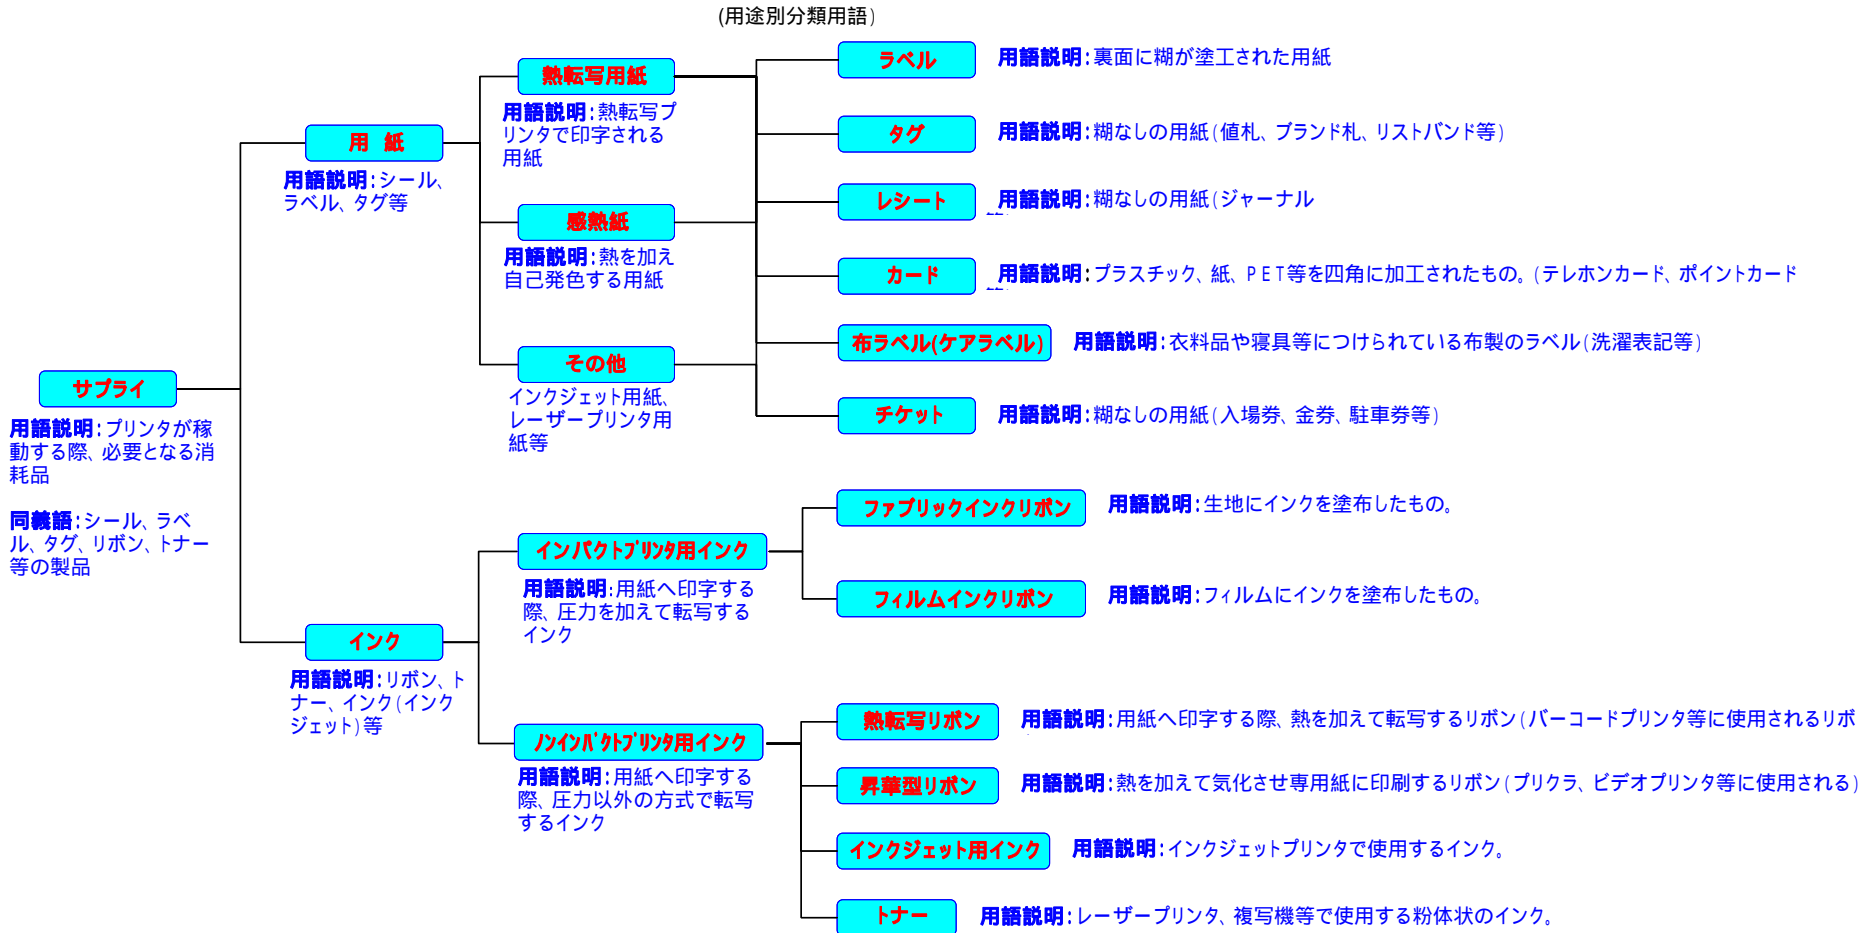 (用途別分類用語)
サプライ
用語説明:プリンタが稼
動する際、必要となる消
耗品
同義語:シール、ラベ
ル、タグ、リボン、トナー
等の製品
用 紙
用語説明:シール、
ラベル、タグ等
熱転写用紙
用語説明:熱転写プ
リンタで印字される
用紙
感熱紙
用語説明:熱を加え
自己発色する用紙
その他
インクジェット用紙、
レーザープリンタ用
紙等
ラベル
用語説明:裏面に糊が塗工された用紙
タグ
用語説明:糊なしの用紙(値札、ブランド札、リストバンド等)
レシート
用語説明:糊なしの用紙(ジャーナル
カード
用語説明:プラスチック、紙、PET等を四角に加工されたもの。(テレホンカード、ポイントカード
布ラベル(ケアラベル)
用語説明:衣料品や寝具等につけられている布製のラベル(洗濯表記等)
チケット
用語説明:糊なしの用紙(入場券、金券、駐車券等)
インク
用語説明:リボン、ト
ナー、インク(インク
ジェット)等
インパクトプリンタ用インク
用語説明:用紙へ印字する
際、圧力を加えて転写する
インク
ファブリックインクリボン
用語説明:生地にインクを塗布したもの。
フィルムインクリボン
用語説明:フィルムにインクを塗布したもの。
ノンインパクトプリンタ用インク
用語説明:用紙へ印字する
際、圧力以外の方式で転写
するインク
熱転写リボン
用語説明:用紙へ印字する際、熱を加えて転写するリボン(バーコードプリンタ等に使用されるリボ
昇華型リボン
用語説明:熱を加えて気化させ専用紙に印刷するリボン(プリクラ、ビデオプリンタ等に使用される)
インクジェット用インク
用語説明:インクジェットプリンタで使用するインク。
トナー
用語説明:レーザープリンタ、複写機等で使用する粉体状のインク。